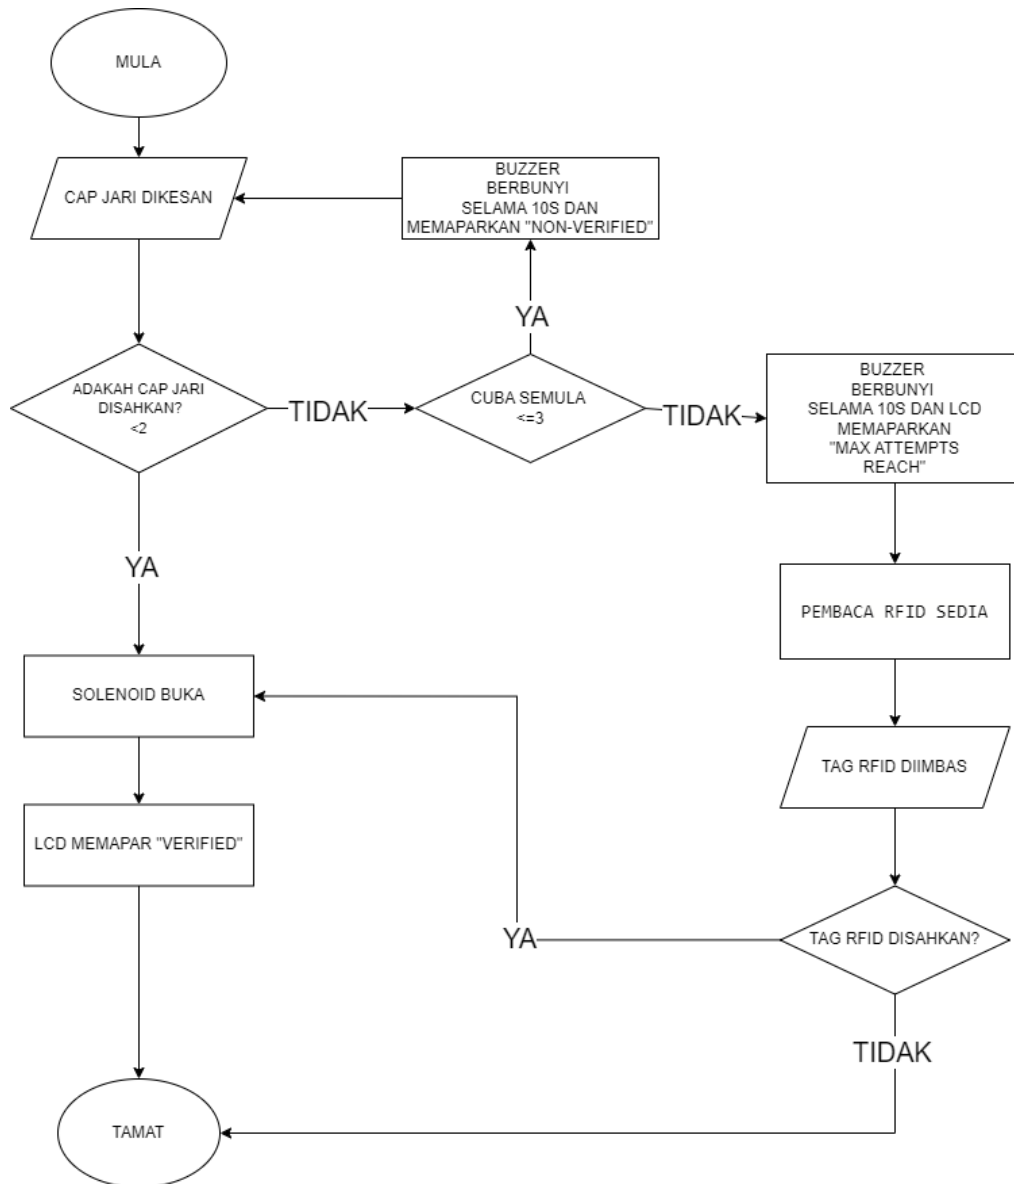 MULA
CAP JARI DIKESAN
BUZZER
BERBUNYI
SELAMA 10S DAN
MEMAPARKAN "NON-VERIFIED"
YA
ADAKAH CAP JARI
DISAHKAN?
<2
TIDAK
CUBA SEMULA
<=3
TIDAK
BUZZER
BERBUNYI
SELAMA 10S DAN LCD
MEMAPARKAN
"MAX ATTEMPTS
REACH"
YA
PEMBACA RFID SEDIA
SOLENOID BUKA
TAG RFID DIIMBAS
LCD MEMAPAR "VERIFIED"
YA
TAG RFID DISAHKAN?
TIDAK
TAMAT